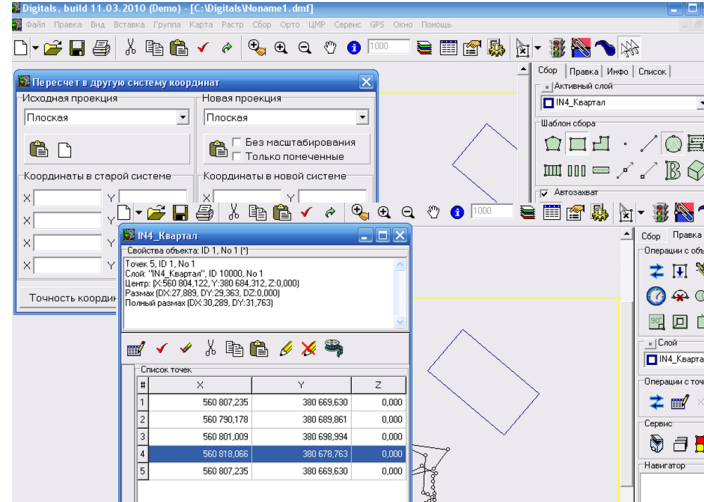 Digitals, build 11.03.2010 (Demo) - [C:\Digitals\Noname1.dmf]
Файл Правка Вид Вставка Группа Карта Растр Сбор Орто ЦМР Сервис GPS Окно Помощь
1000
Пересчет в другую систему координат
Исходная проекция
Новая проекция
Плоская
Плоская
Без масштабирования
Только помеченные
Координаты в старой системе
Координаты в новой системе
X Y X Y
X
X
X
Точность
Сбор Правка Инфо Список
Активный слой
IN4_Квартал
Шаблон сбора
Автозахват
1000
IN4_Квартал
Свойства объекта: ID 1, No 1 (*)
Точек 5, ID 1, No 1
Слой: "IN4_Квартал", ID 10000, No 1
Центр: (X:560 804,122, Y:380 684,312, Z:0,000)
Размах (DX:27,889, DY:29,363, DZ:0,000)
Полный размах (DX:30,289, DY:31,763)
Список точек
# X Y Z
1 560 807,235 380 669,630 0,000
2 560 790,178 380 689,861 0,000
3 560 801,009 380 698,994 0,000
4 560 818,066 380 678,763 0,000
5 560 807,235 380 669,630 0,000
Сбор Правка
Операции с объ
Слой
IN4_Кварта
Операции с точ
Сервис
Навигатор